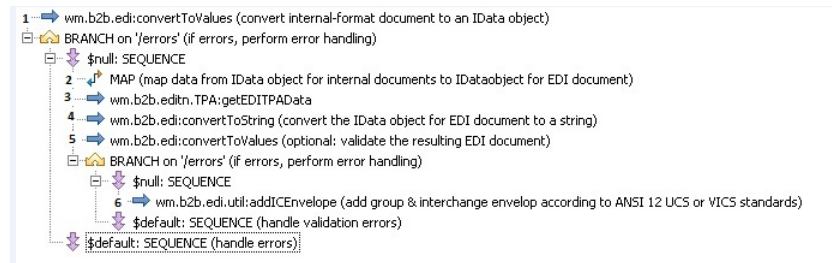 1 wm.b2b.edi:convertToValues (convert internal-format document to an IData object)
BRANCH on '/errors' (if errors, perform error handling)
$null: SEQUENCE
2 MAP (map data from IData object for internal documents to IDataobject for EDI document)
3 wm.b2b.editn.TPA:getEDITPAData
4 wm.b2b.edi:convertToString (convert the IData object for EDI document to a string)
5 wm.b2b.edi:convertToValues (optional: validate the resulting EDI document)
BRANCH on '/errors' (if errors, perform error handling)
$null: SEQUENCE
6 wm.b2b.edi.util:addICEnvelope (add group & interchange envelop according to ANSI 12 UCS or VICS standards)
$default: SEQUENCE (handle validation errors)
$default: SEQUENCE (handle errors)